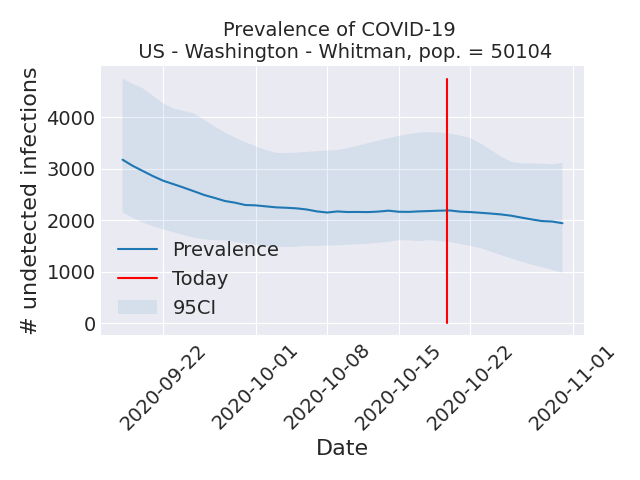 Prevalence of COVID-19
US - Washington - Whitman, pop. = 50104
# undetected infections
4000
3000
2000
1000
0
Prevalence
Today
95CI
2020-09-22
2020-10-01
2020-10-08
2020-10-15
2020-10-22
2020-11-01
Date